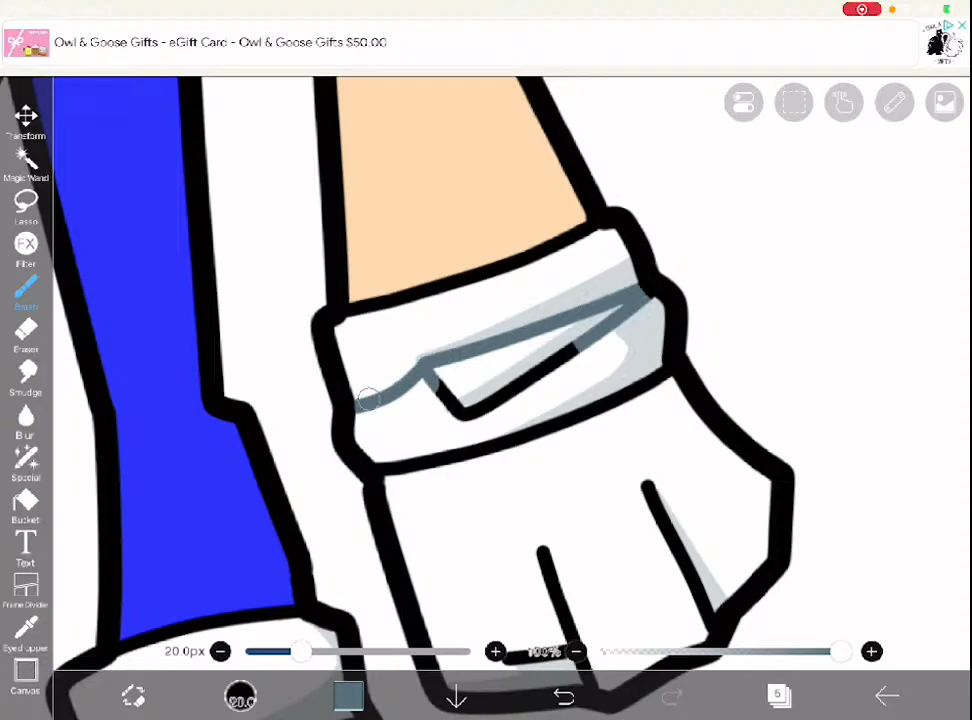 Owl & Goose Gifts - eGift Card - Owl & Goose Gifts $50.00
Transform
Magic Wand
Lasso
FX
Filter
Brush
Eraser
Smudge
Blur
Special
Bucket
T
Text
Frame Divider
Eyedropper
Canvas
20.0px
100%
20.0
5